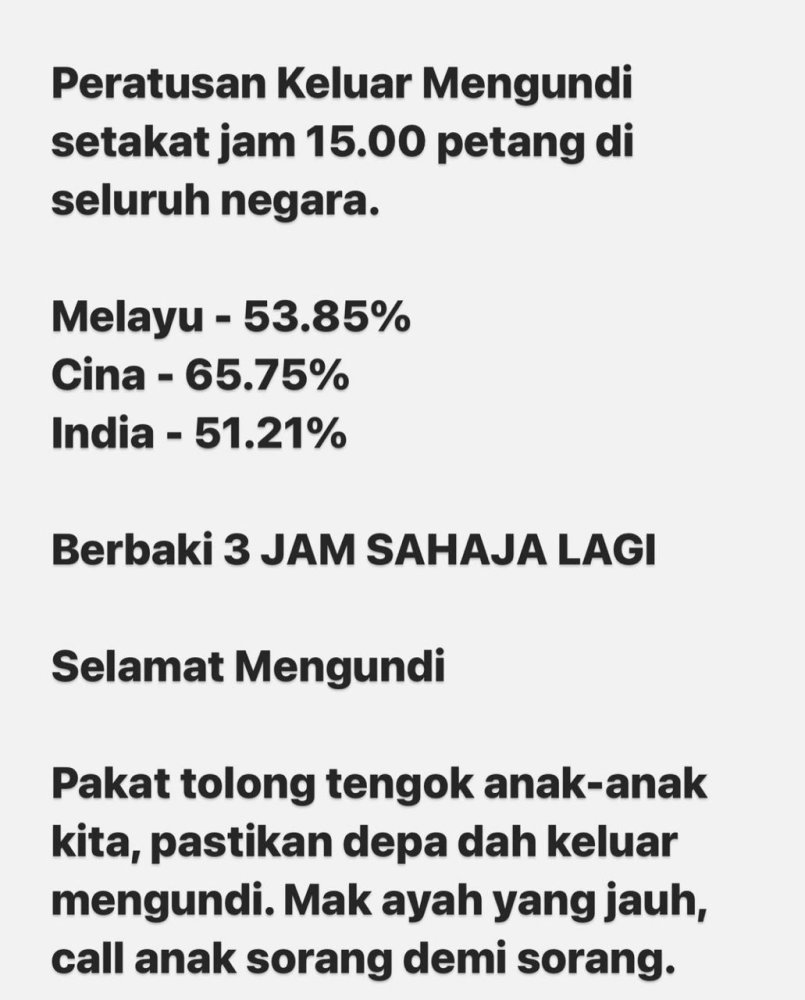 Peratusan Keluar Mengundi
setakat jam 15.00 petang di
seluruh negara.
Melayu - 53.85%
Cina - 65.75%
India - 51.21%
Berbaki 3 JAM SAHAJA LAGI
Selamat Mengundi
Pakat tolong tengok anak-anak
kita, pastikan depa dah keluar
mengundi. Mak ayah yang jauh,
call anak sorang demi sorang.